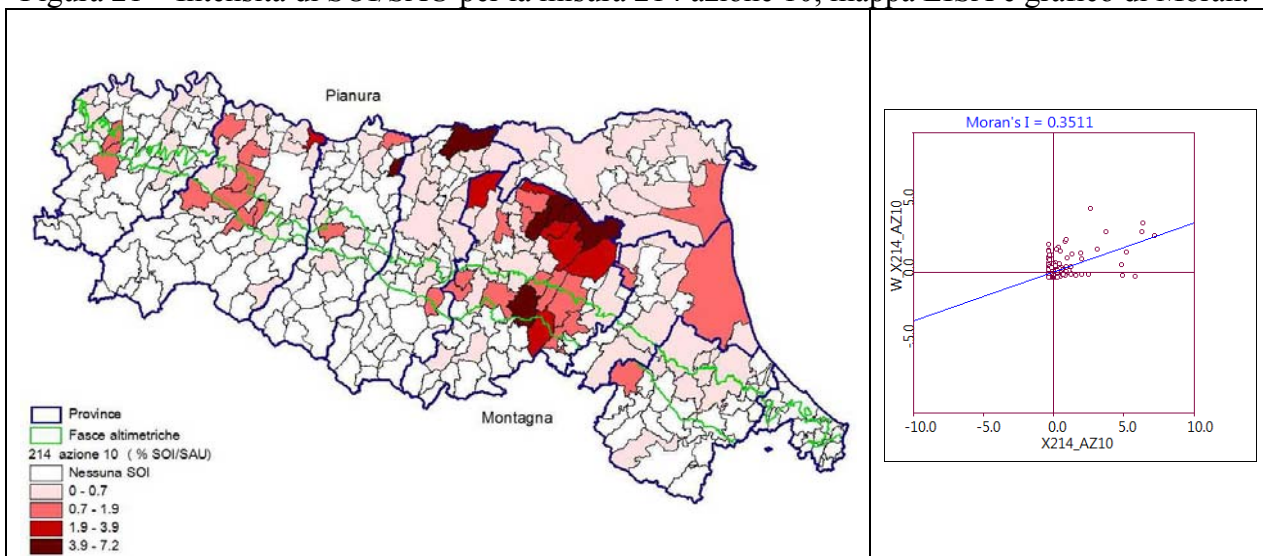 Figura 21 – Intensità di SOI/SAU per la misura 214 azione 10, mappa LISA e grafico di Moran.
Pianura
Montagna
Province
Fasce altimetriche
214 azione 10 ( % SOI/SAU)
Nessuna SOI
0 - 0.7
0.7 - 1.9
1.9 - 3.9
3.9 - 7.2
Moran's I = 0.3511
W_X214_AZ10
5.0
0.0
-5.0
-10.0 -5.0 0.0 5.0 10.0
X214_AZ10